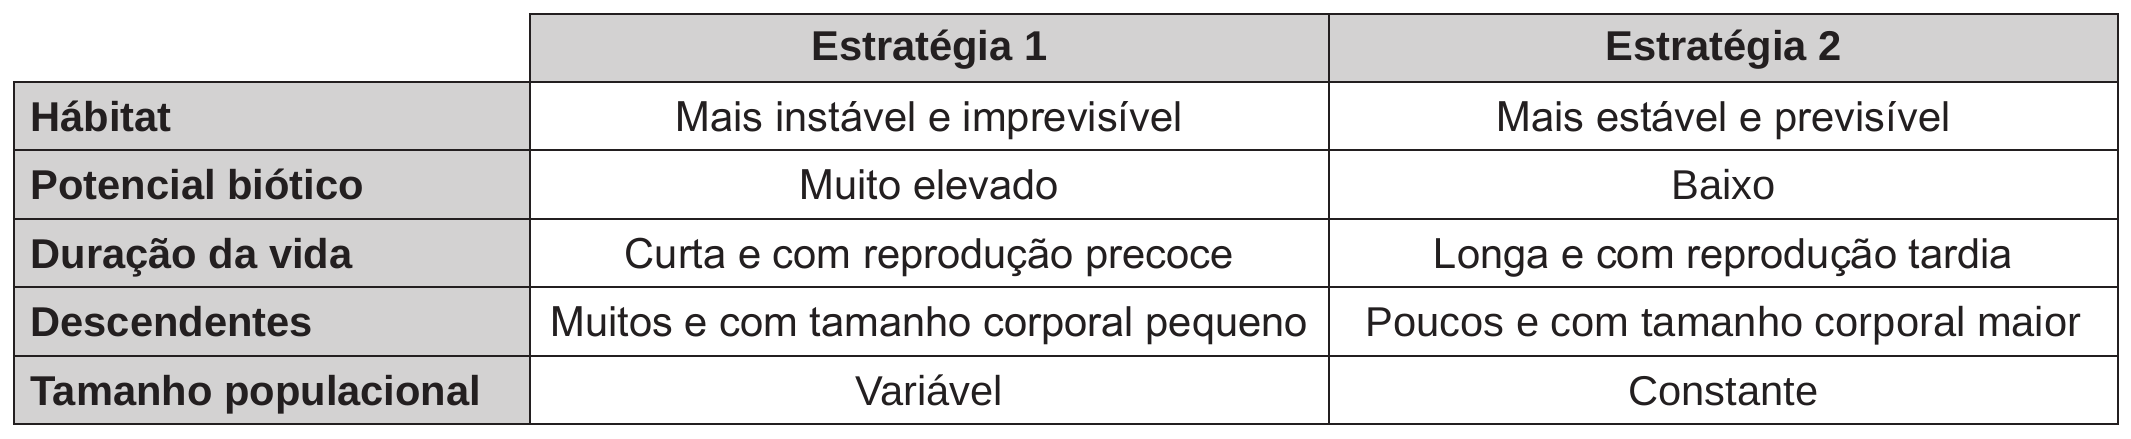 Estratégia 1 Estratégia 2
Hábitat Mais instável e imprevisível Mais estável e previsível
Potencial biótico Muito elevado Baixo
Duração da vida Curta e com reprodução precoce Longa e com reprodução tardia
Descendentes Muitos e com tamanho corporal pequeno Poucos e com tamanho corporal maior
Tamanho populacional Variável Constante